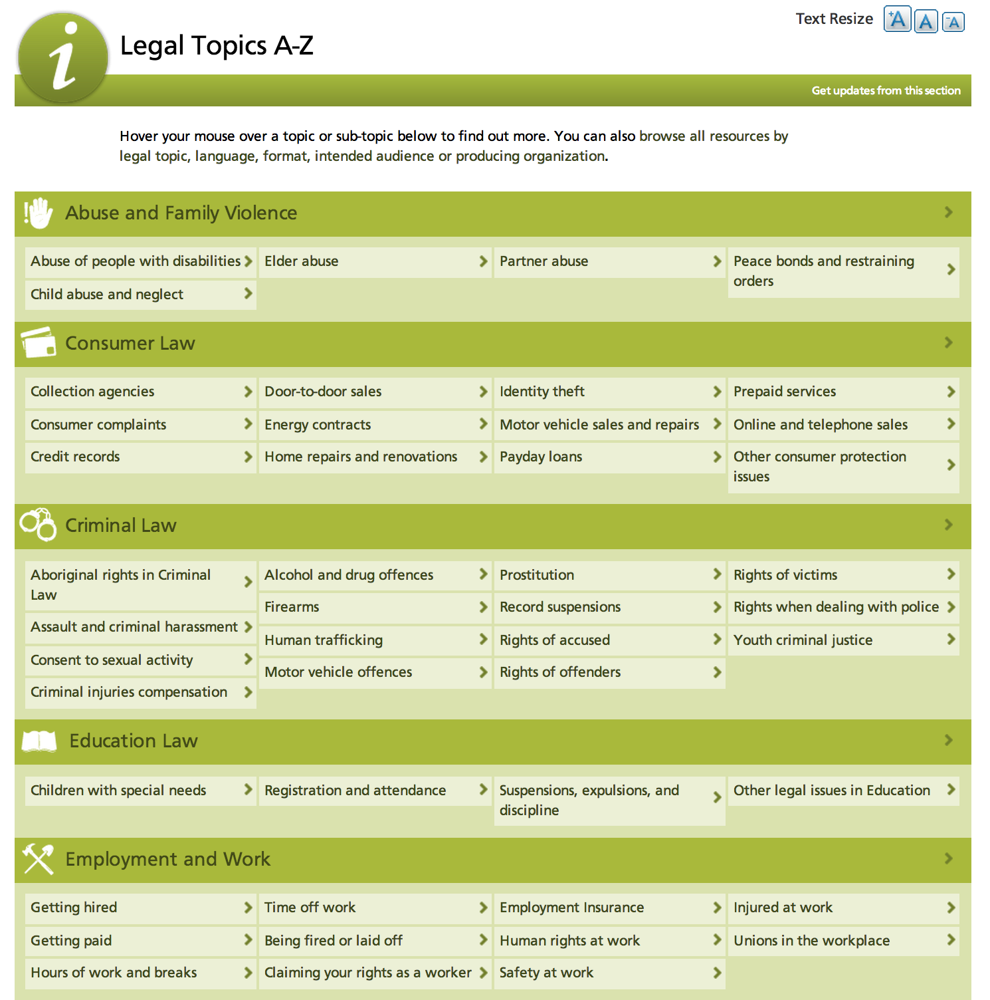 Text Resize
+A A -A
i
Legal Topics A-Z
Get updates from this section
Hover your mouse over a topic or sub-topic below to find out more. You can also browse all resources by
legal topic, language, format, intended audience or producing organization.
Abuse and Family Violence
Abuse of people with disabilities
Child abuse and neglect
Elder abuse
Partner abuse
Peace bonds and restraining
orders
Consumer Law
Collection agencies
Consumer complaints
Credit records
Door-to-door sales
Energy contracts
Home repairs and renovations
Identity theft
Motor vehicle sales and repairs
Payday loans
Prepaid services
Online and telephone sales
Other consumer protection
issues
Criminal Law
Aboriginal rights in Criminal
Law
Assault and criminal harassment
Consent to sexual activity
Criminal injuries compensation
Alcohol and drug offences
Firearms
Human trafficking
Motor vehicle offences
Prostitution
Record suspensions
Rights of accused
Rights of offenders
Rights of victims
Rights when dealing with police
Youth criminal justice
Education Law
Children with special needs
Registration and attendance
Suspensions, expulsions, and
discipline
Other legal issues in Education
Employment and Work
Getting hired
Getting paid
Hours of work and breaks
Time off work
Being fired or laid off
Claiming your rights as a worker
Employment Insurance
Human rights at work
Safety at work
Injured at work
Unions in the workplace